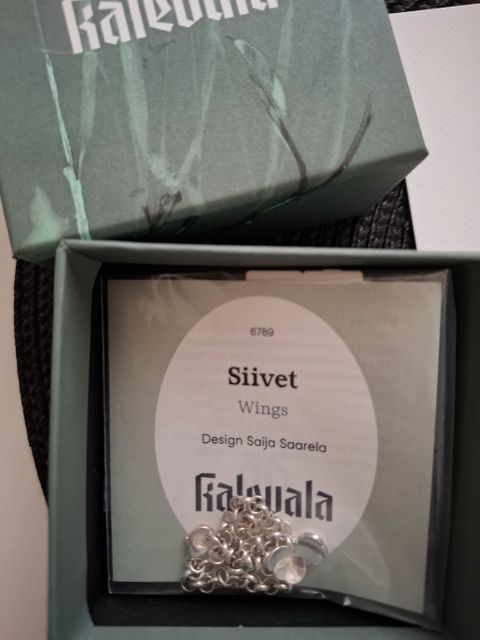 Kalevala
6789
Siivet
Wings
Design Saija Saarela
Kalevala